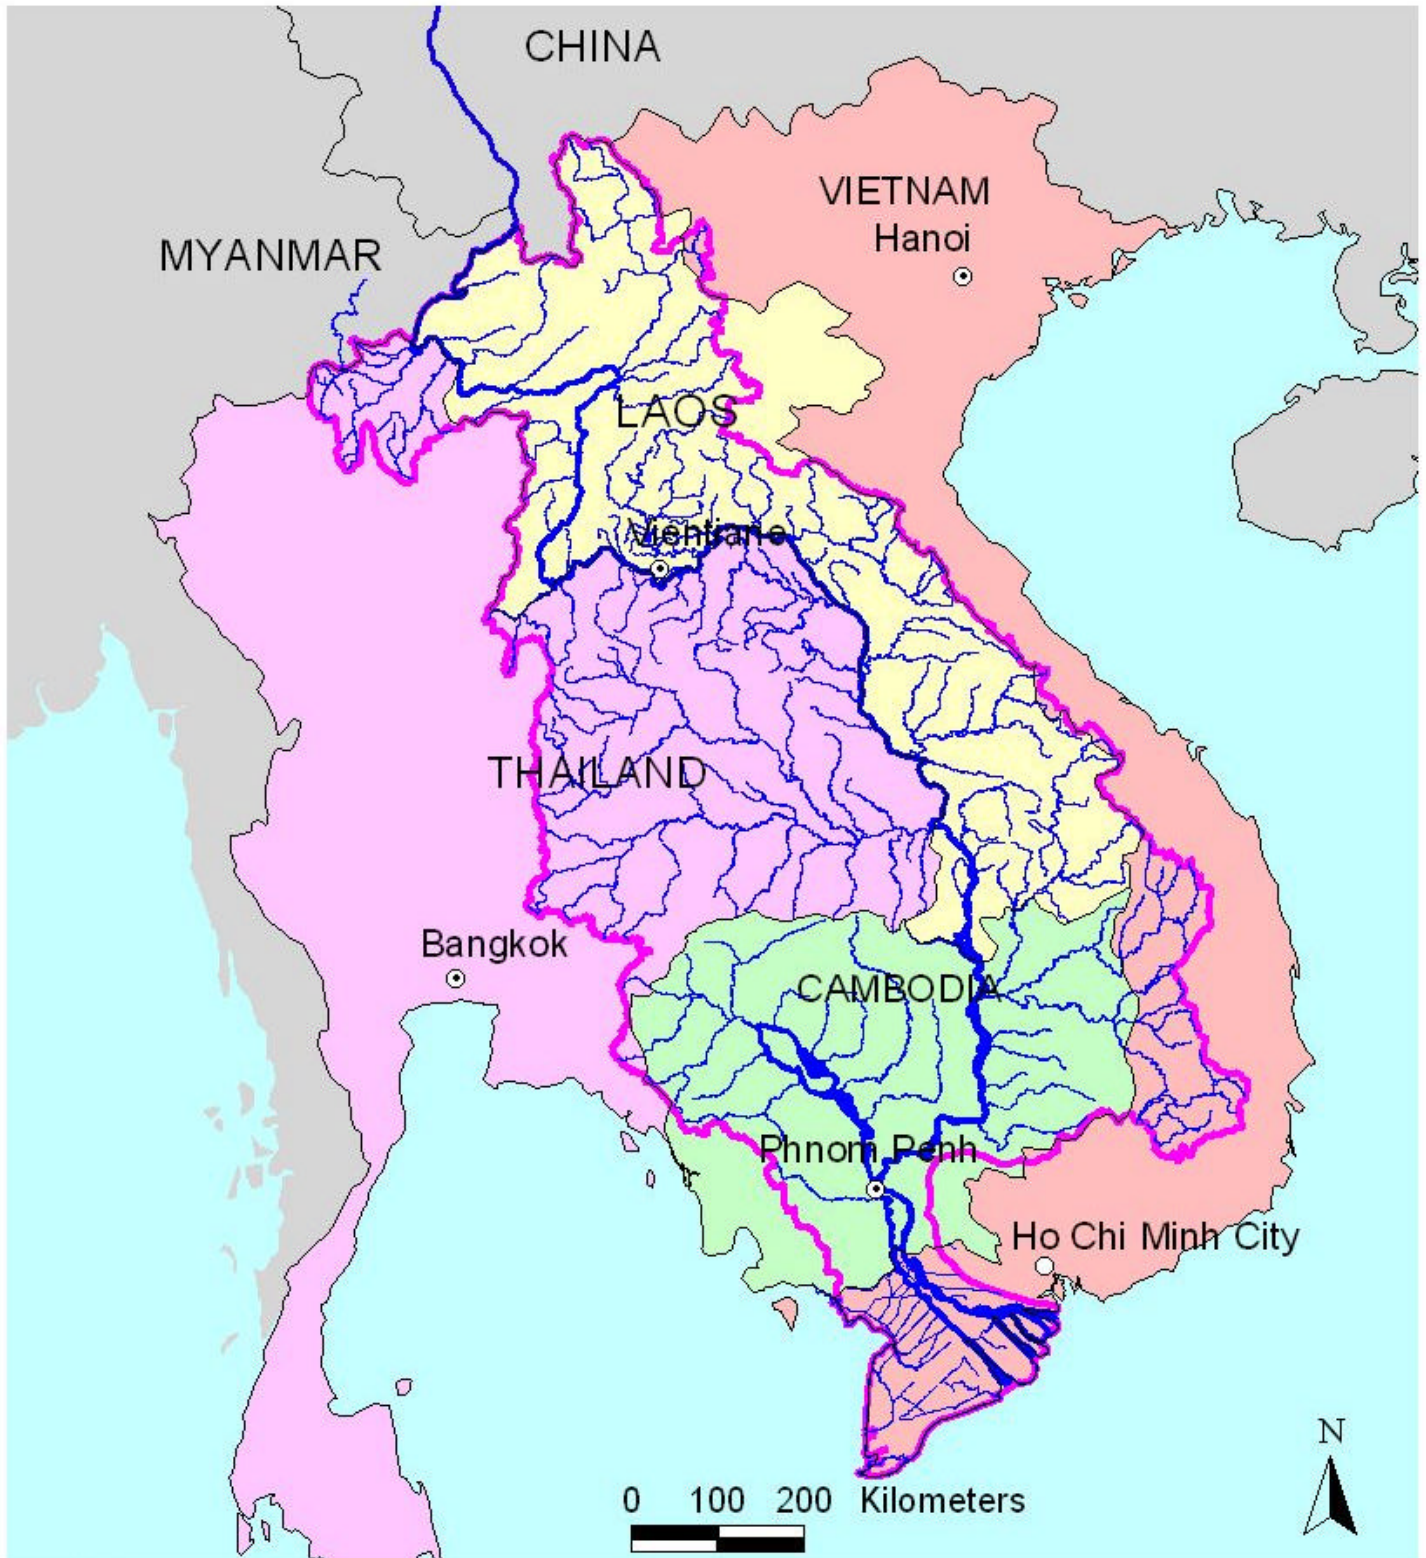 CHINA
VIETNAM
Hanoi
MYANMAR
LAOS
Vientiane
THAILAND
Bangkok
CAMBODIA
Phnom Penh
Ho Chi Minh City
N
0 100 200 Kilometers